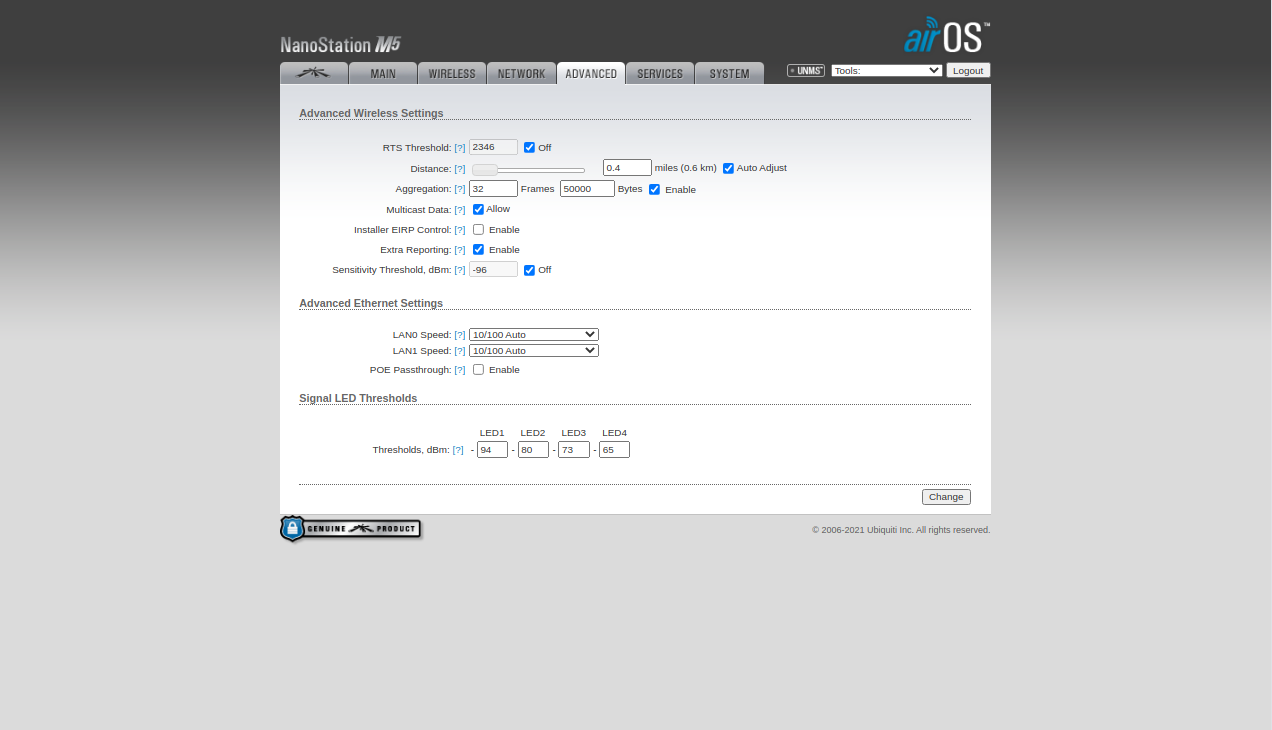 NanoStation M5
airOS™
MAIN WIRELESS NETWORK ADVANCED SERVICES SYSTEM UNMS Tools: Logout
Advanced Wireless Settings
RTS Threshold: [?] 2346 Off
Distance: [?] 0.4 miles (0.6 km) Auto Adjust
Aggregation: [?] 32 Frames 50000 Bytes Enable
Multicast Data: [?] Allow
Installer EIRP Control: [?] Enable
Extra Reporting: [?] Enable
Sensitivity Threshold, dBm: [?] -96 Off
Advanced Ethernet Settings
LAN0 Speed: [?] 10/100 Auto
LAN1 Speed: [?] 10/100 Auto
POE Passthrough: [?] Enable
Signal LED Thresholds
LED1 LED2 LED3 LED4
Thresholds, dBm: [?] - 94 - 80 - 73 - 65
Change
GENUINE PRODUCT © 2006-2021 Ubiquiti Inc. All rights reserved.